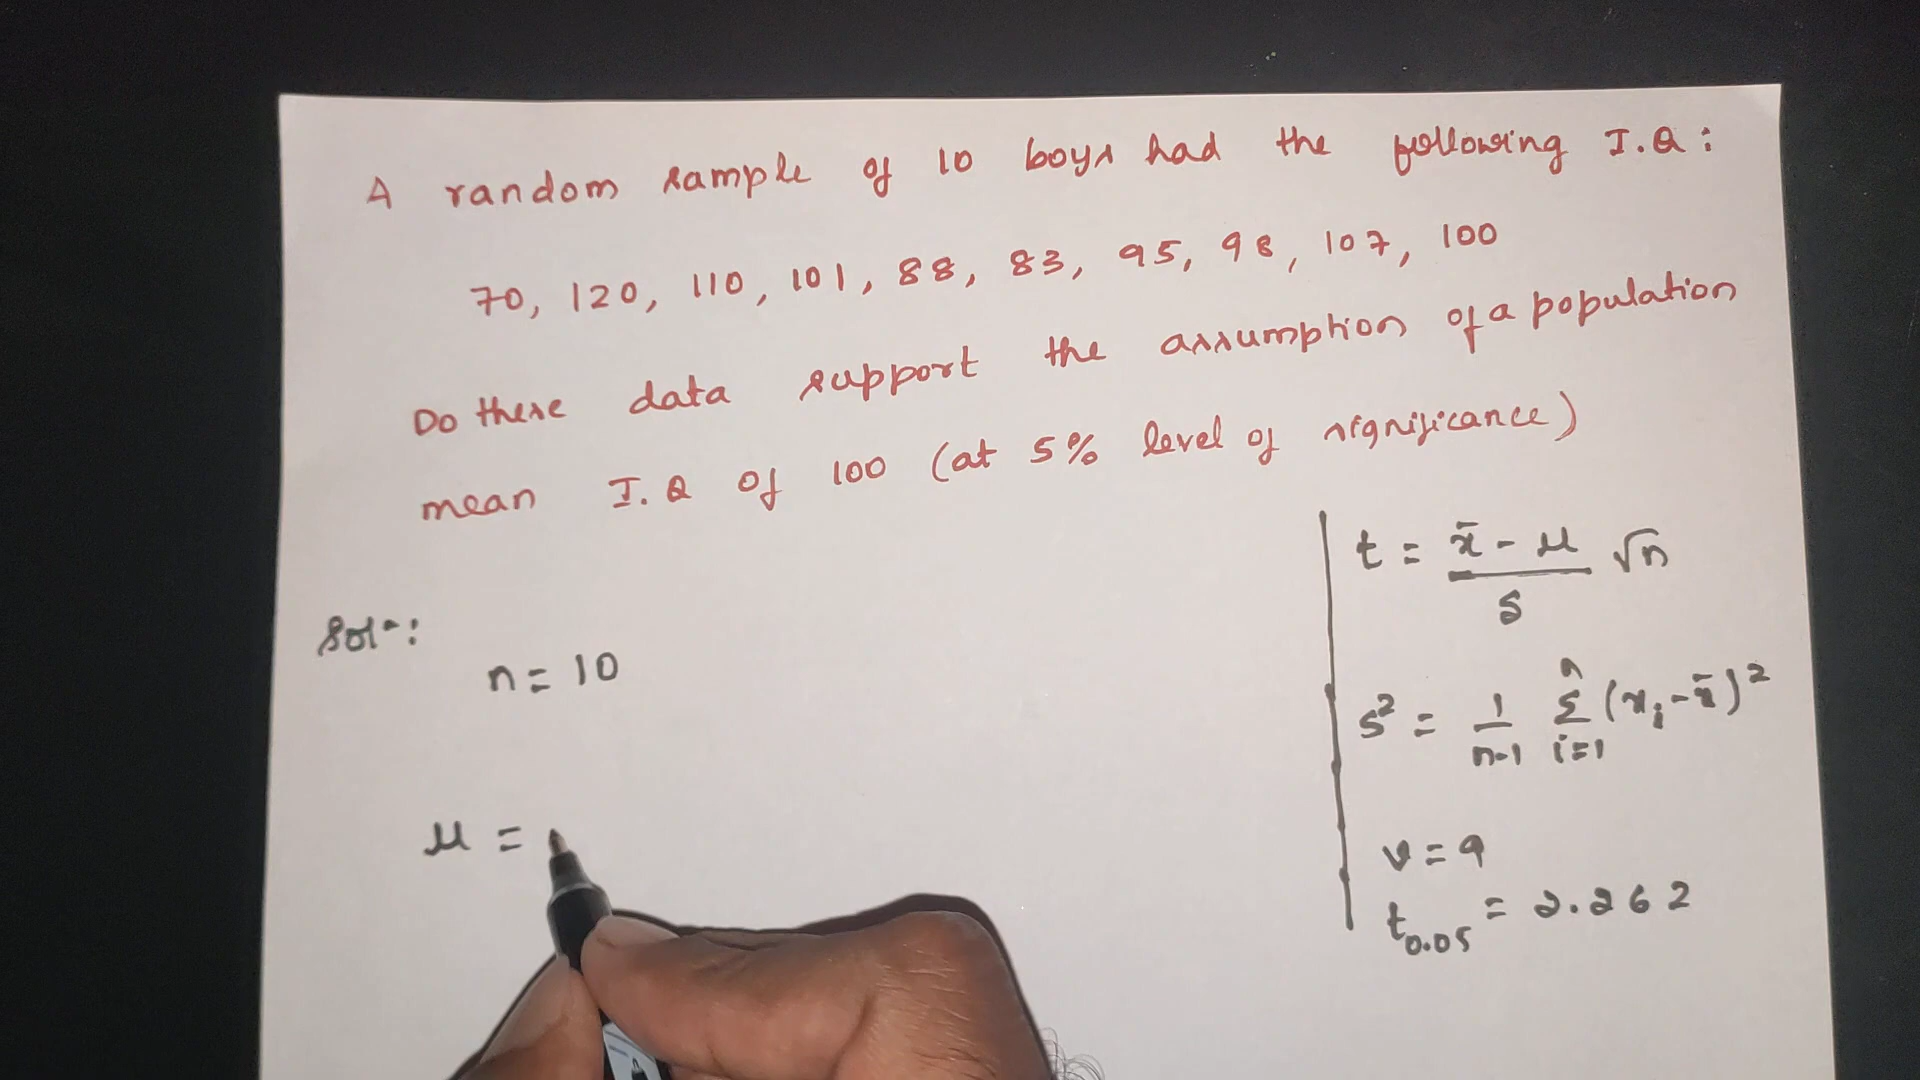 A random sample of 10 boys had the following I.Q:
70, 120, 110, 101, 88, 83, 95, 98, 107, 100
Do these data support the assumption of a population
mean I.Q of 100 (at 5% level of significance)
Soln:
n = 10
μ =
t = (x̄ - μ)/S √n
S² = 1/(n-1) Σ i=1 n (xᵢ - x̄)²
ν = 9
t0.05 = 2.262